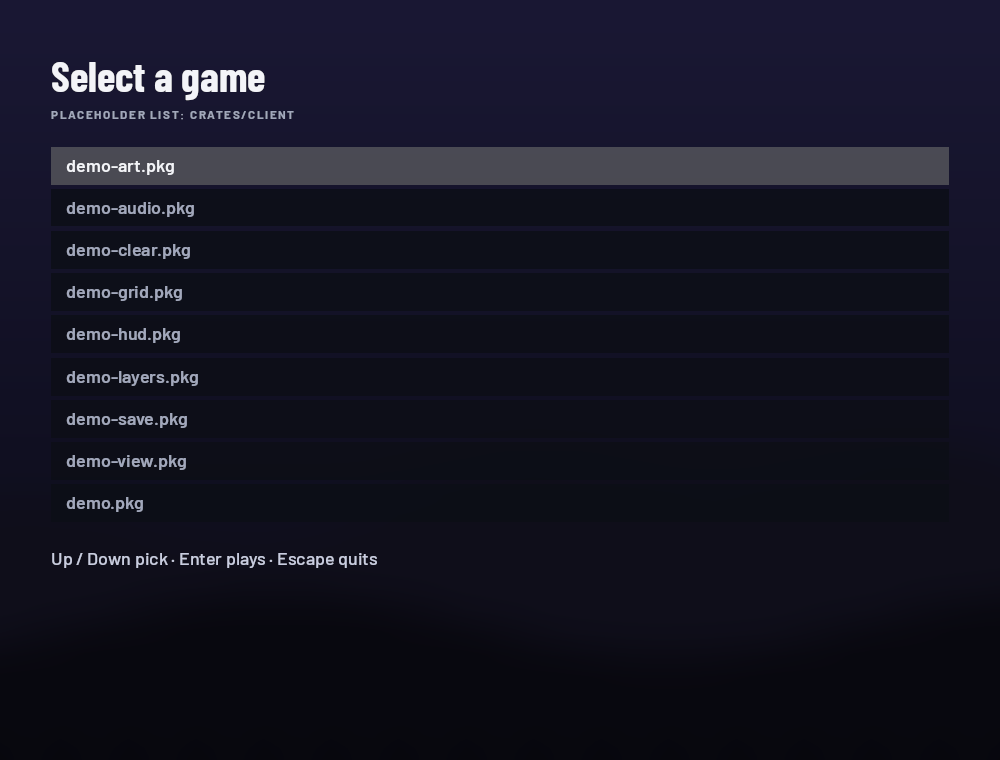 Select a game
PLACEHOLDER LIST: CRATES/CLIENT
demo-art.pkg
demo-audio.pkg
demo-clear.pkg
demo-grid.pkg
demo-hud.pkg
demo-layers.pkg
demo-save.pkg
demo-view.pkg
demo.pkg
Up / Down pick · Enter plays · Escape quits